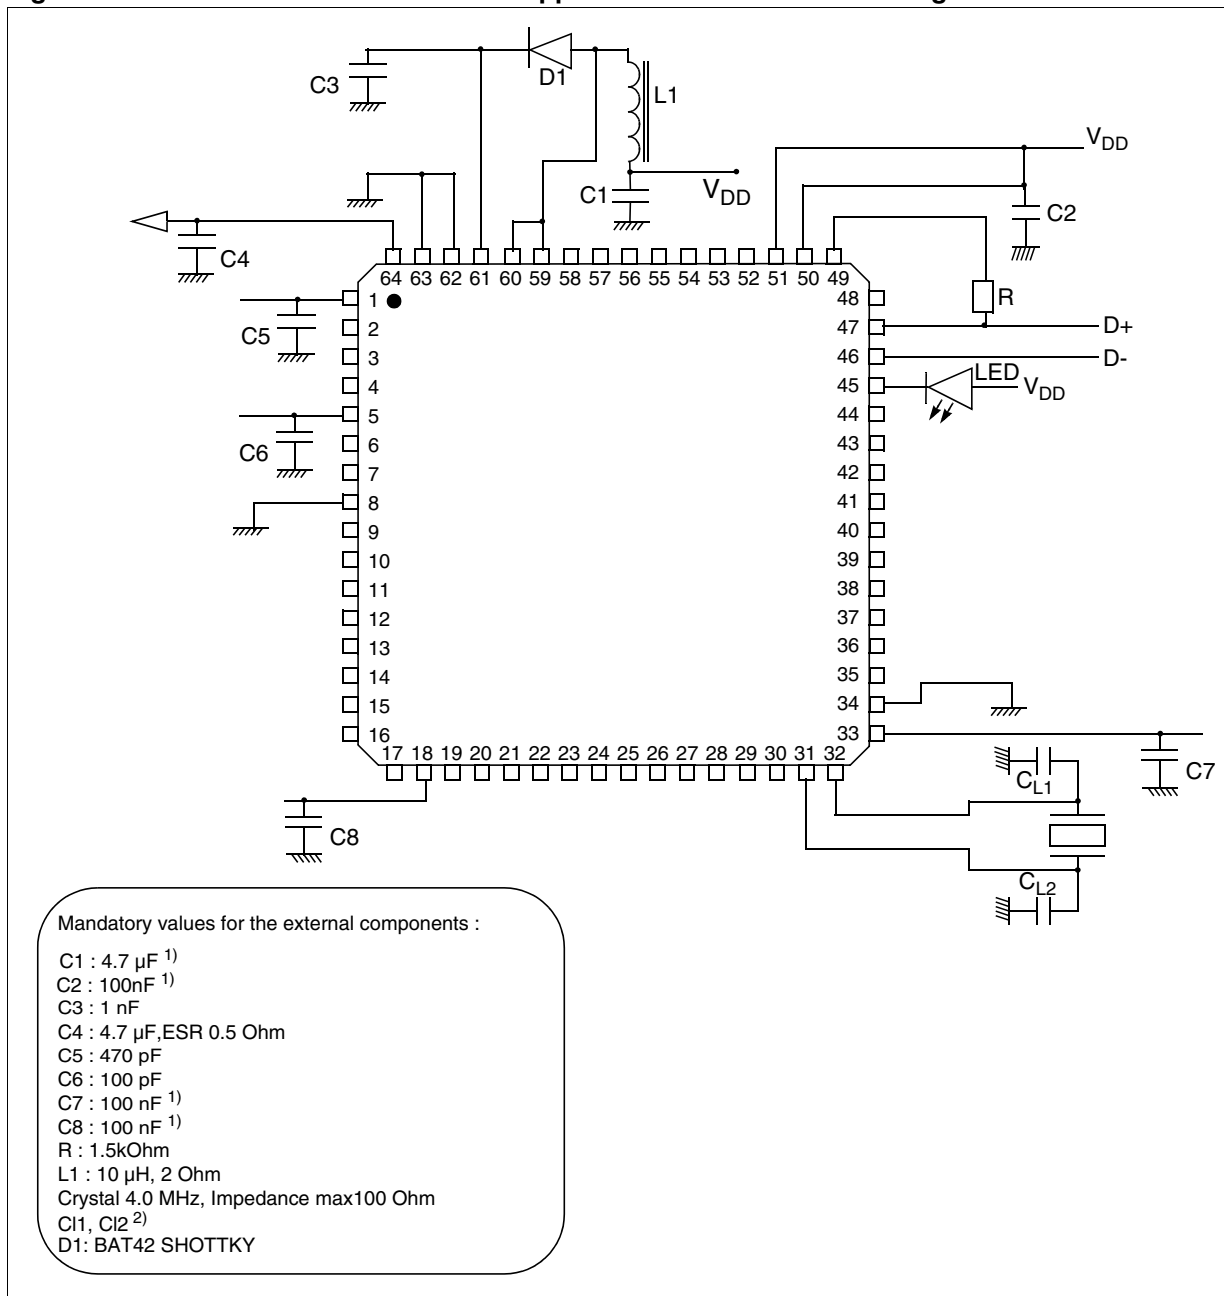 D1
C3
L1
C1
VDD
VDD
C2
C4
64 63 62 61 60 59 58 57 56 55 54 53 52 51 50 49
R
C5
C6
1
2
3
4
5
6
7
8
9
10
11
12
13
14
15
16
48
47
46
45
44
43
42
41
40
39
38
37
36
35
34
33
D+
D-
LED
VDD
17 18 19 20 21 22 23 24 25 26 27 28 29 30 31 32
CL1
C7
C8
CL2
Mandatory values for the external components :
C1 : 4.7 µF 1)
C2 : 100nF 1)
C3 : 1 nF
C4 : 4.7 µF,ESR 0.5 Ohm
C5 : 470 pF
C6 : 100 pF
C7 : 100 nF 1)
C8 : 100 nF 1)
R : 1.5kOhm
L1 : 10 µH, 2 Ohm
Crystal 4.0 MHz, Impedance max100 Ohm
Cl1, Cl2 2)
D1: BAT42 SHOTTKY